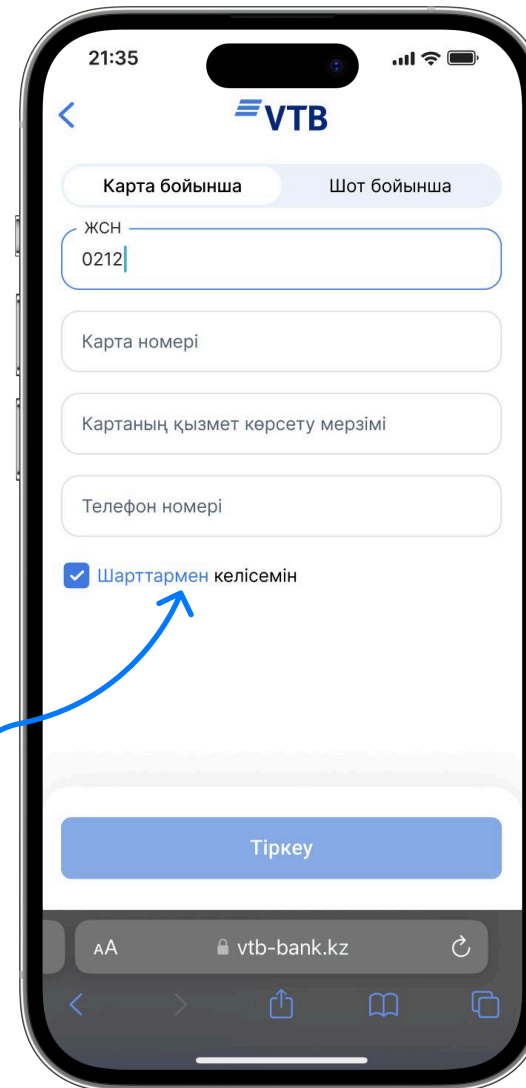 21:35
VTB
Карта бойынша
Шот бойынша
ЖСН
0212
Карта номері
Картаның қызмет көрсету мерзімі
Телефон номері
Шарттармен келісемін
Тіркеу
AA
vtb-bank.kz